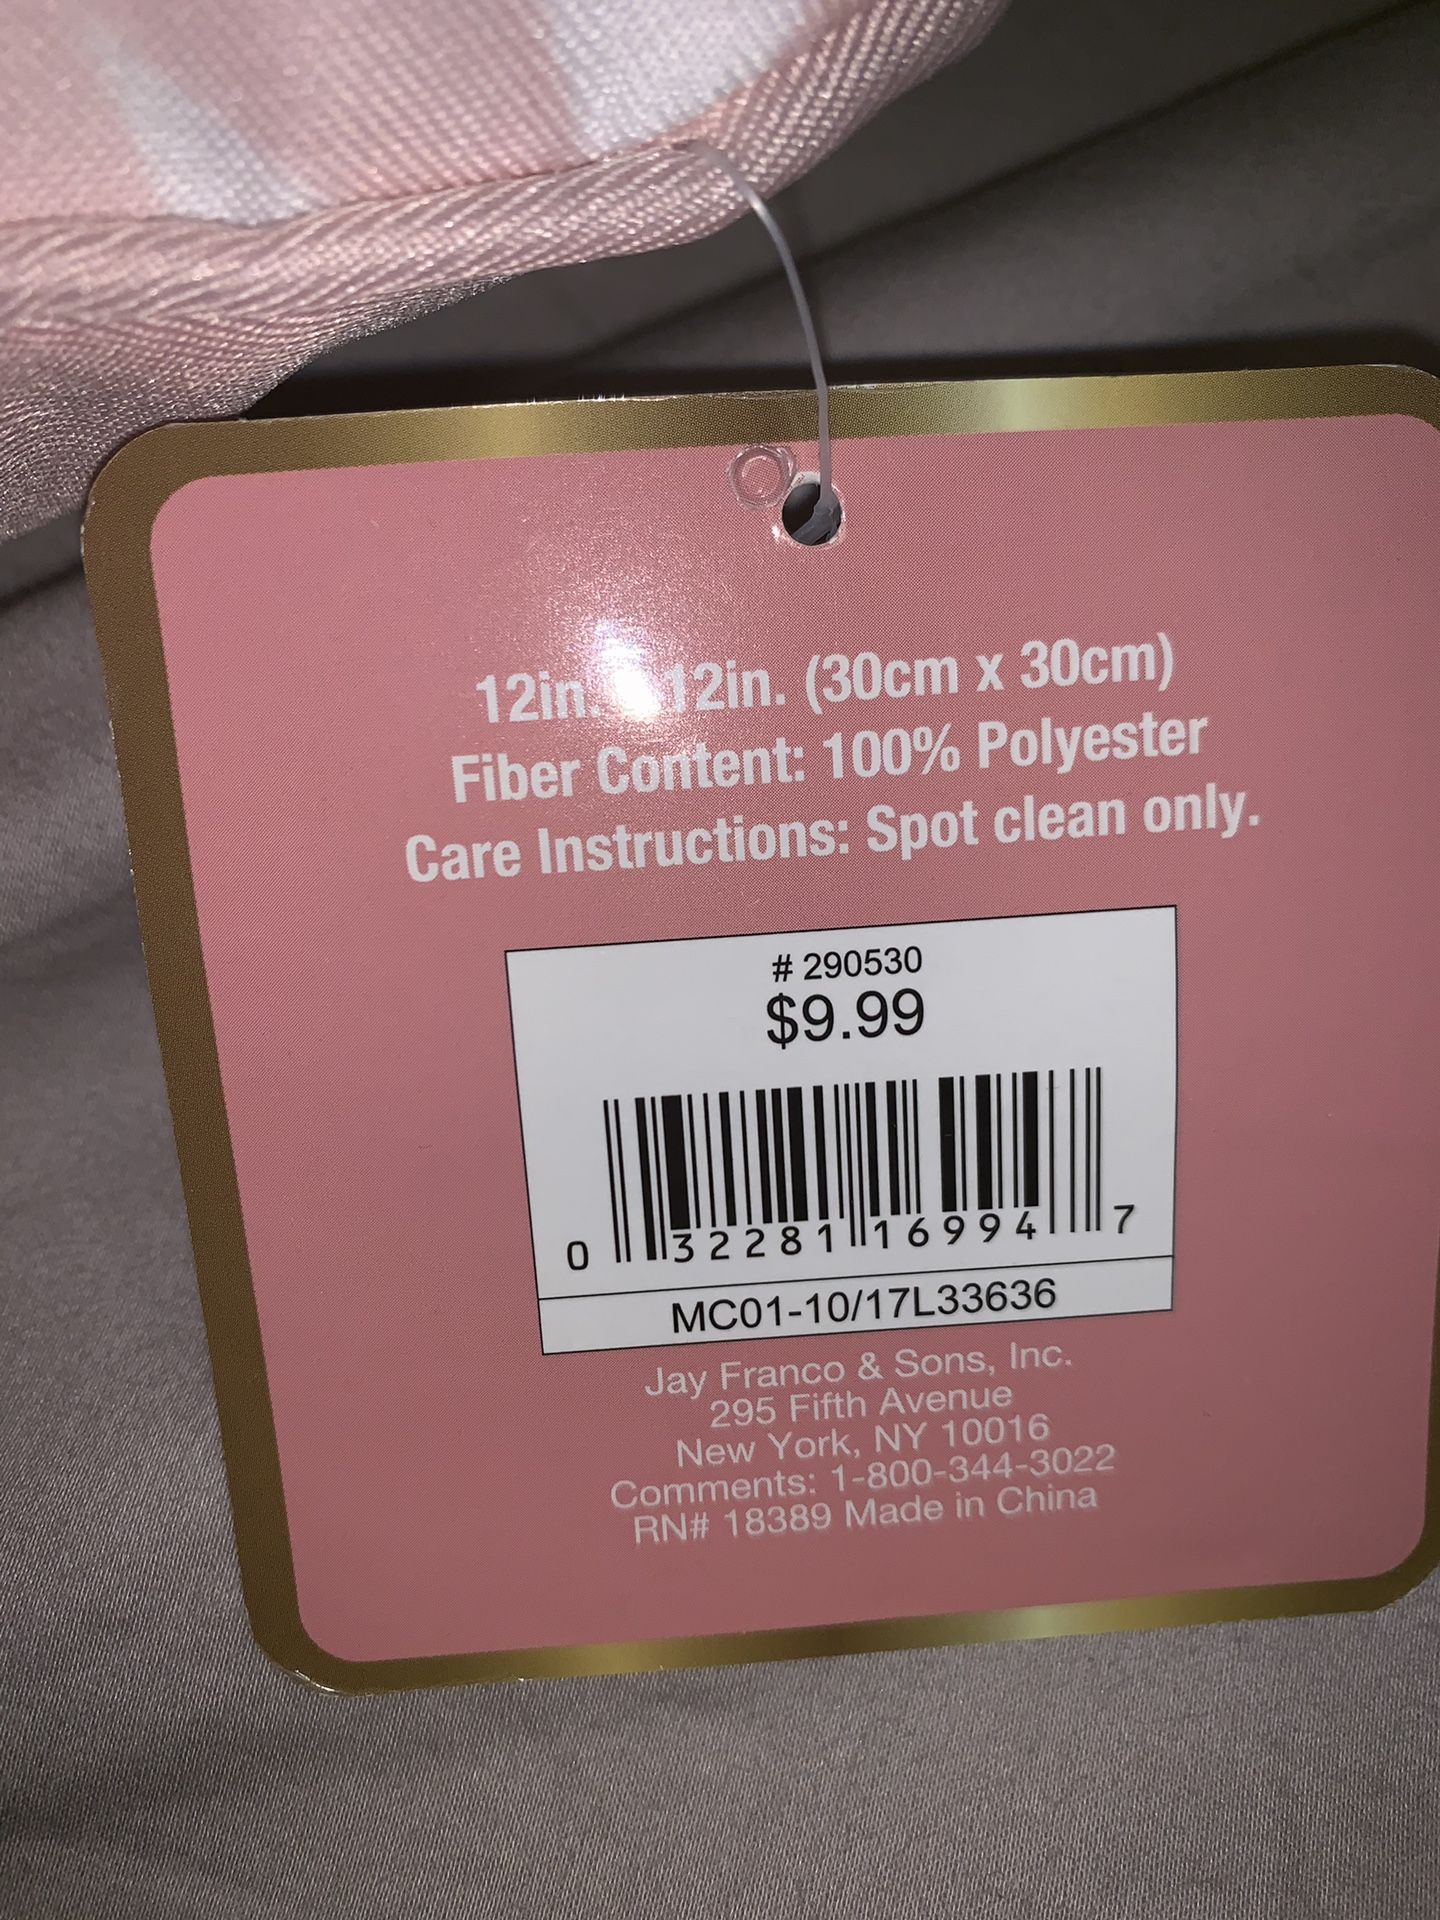 12in. x 12in. (30cm x 30cm)
Fiber Content: 100% Polyester
Care Instructions: Spot clean only.
# 290530
$9.99
0 32281 16994 7
MC01-10/17L33636
Jay Franco & Sons, Inc.
295 Fifth Avenue
New York, NY 10016
Comments: 1-800-344-3022
RN# 18389 Made in China